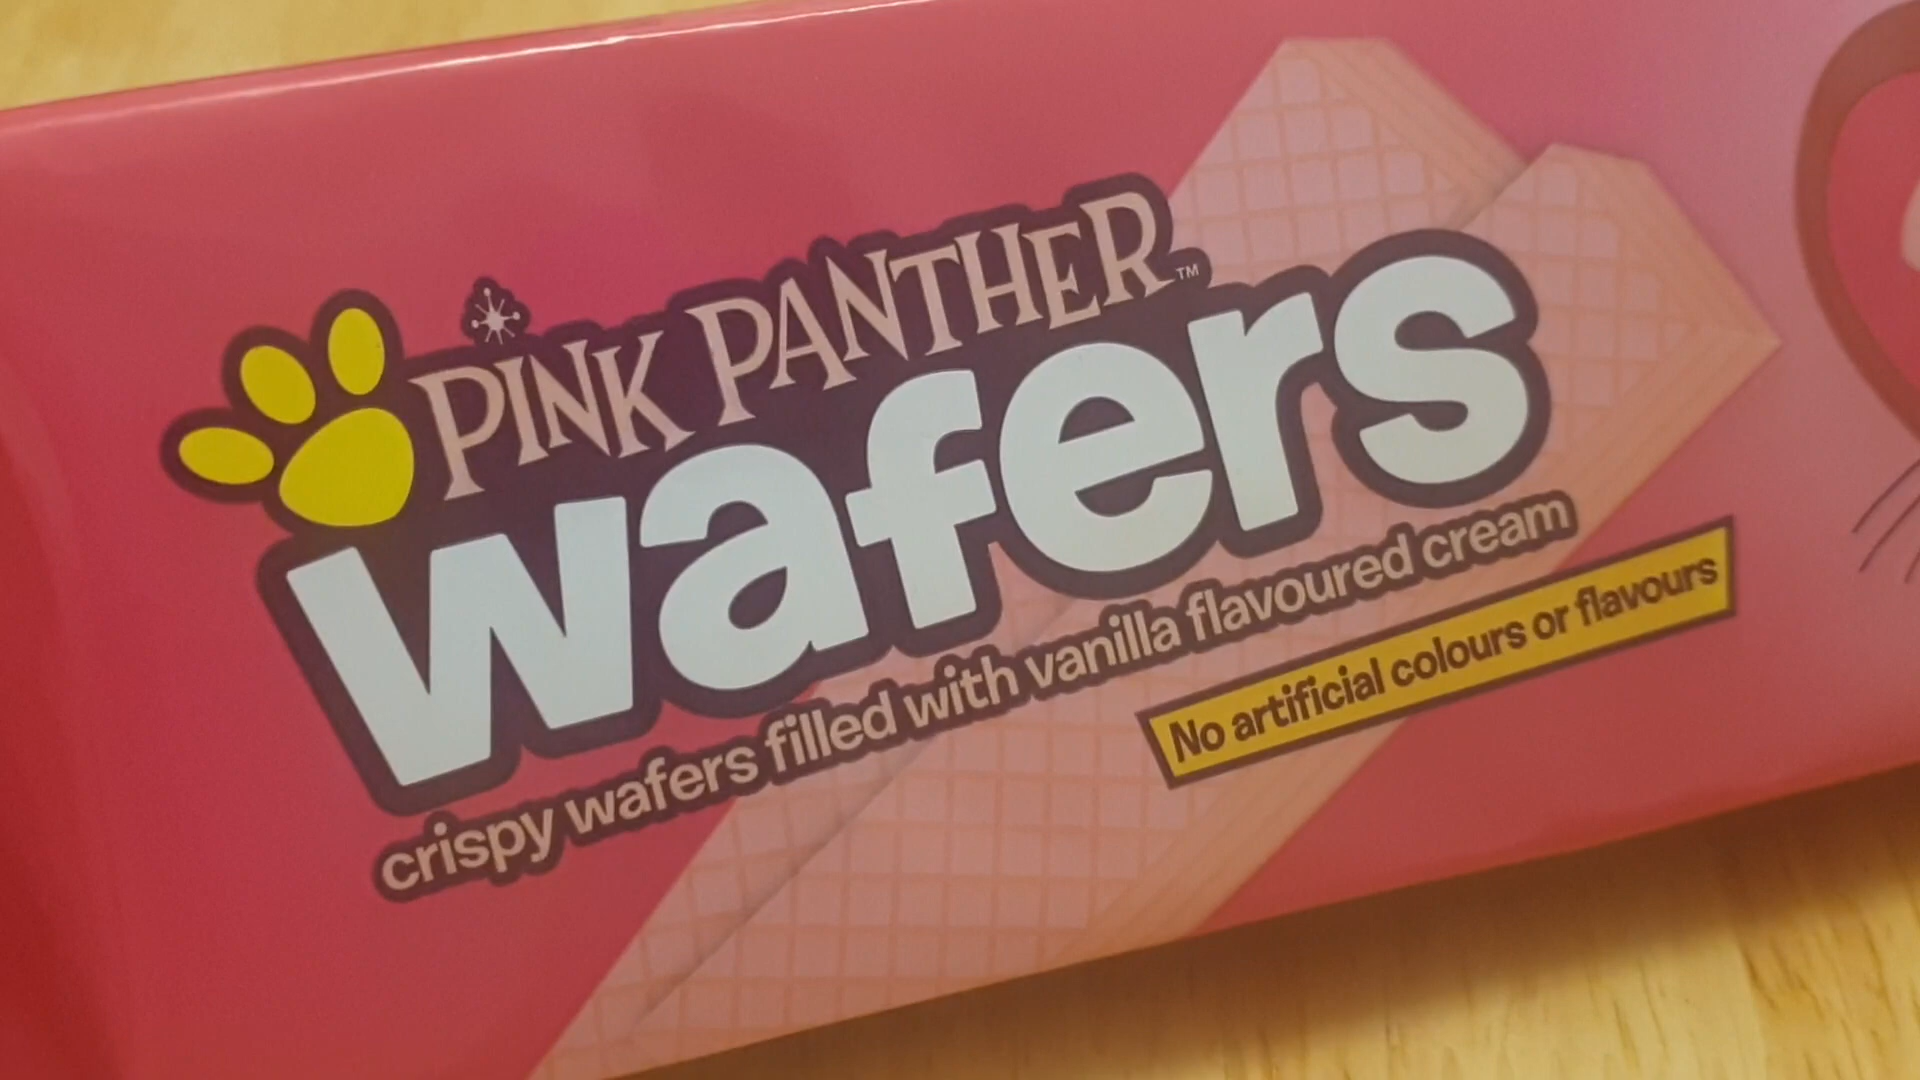 PINK PANTHER™
wafers
crispy wafers filled with vanilla flavoured cream
No artificial colours or flavours